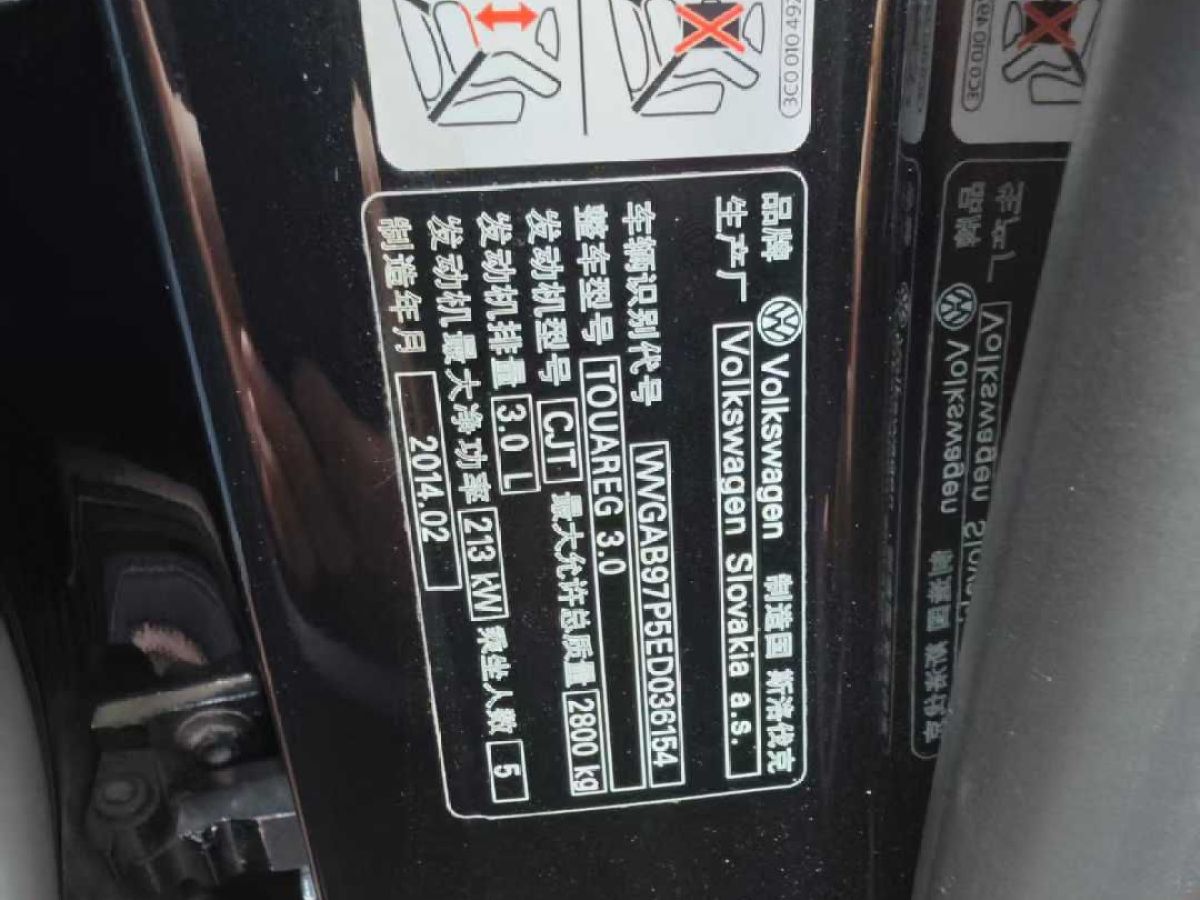 3C0 010 492
品牌 Volkswagen 制造国 斯洛伐克
生产厂 Volkswagen Slovakia a.s.
车辆识别代号 WVGAB97P5ED036154
整车型号 TOUAREG 3.0
发动机型号 CJT 最大允许总质量 2800 kg
发动机排量 3.0 L
发动机最大净功率 213 kW 乘坐人数 5
制造年月 2014.02